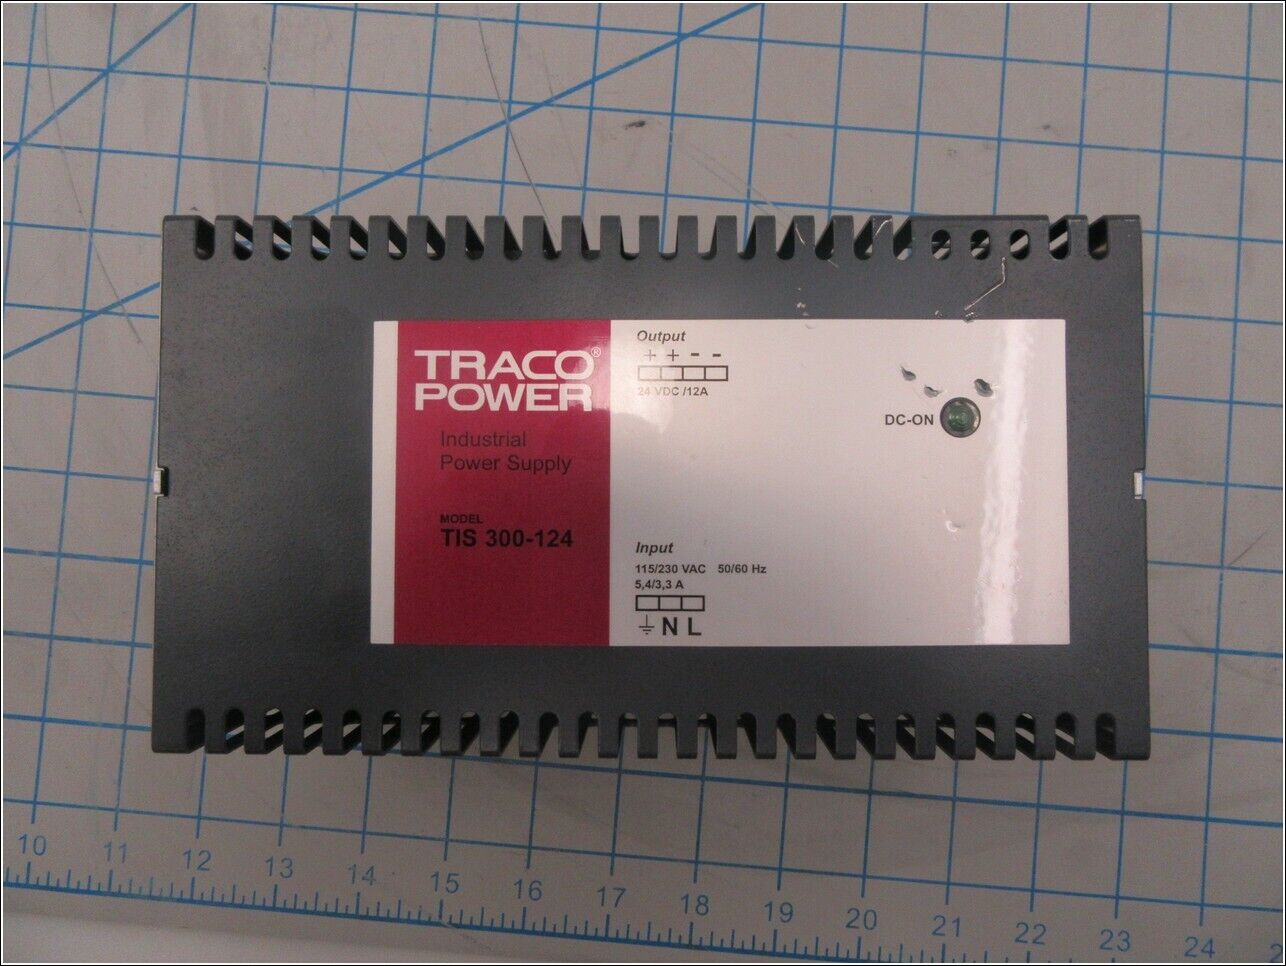 Output
+ + - -
24 VDC /12A
TRACO®
POWER
Industrial
Power Supply
MODEL
TIS 300-124
DC-ON
Input
115/230 VAC 50/60 Hz
5,4/3,3 A
N L
10 11 12 13 14 15 16 17 18 19 20 21 22 23 24